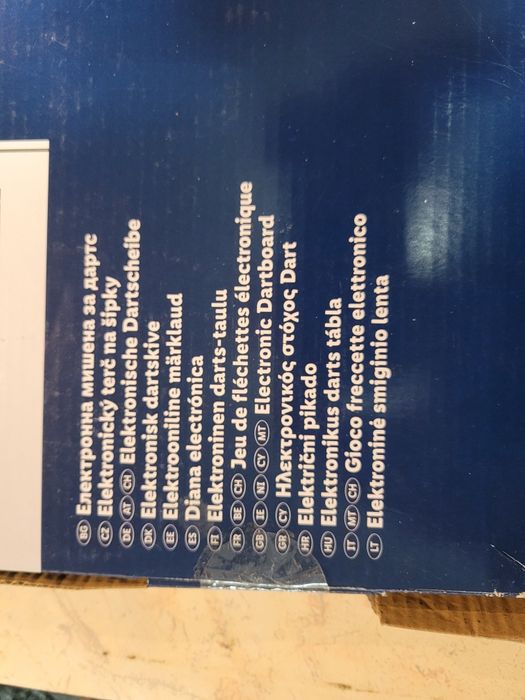 BG Електронна мишена за дартс
CZ Elektronický terč na šipky
DE AT CH Elektronische Dartscheibe
DK Elektronisk dartskive
EE Elektrooniline märklaud
ES Diana electrónica
FI Elektroninen darts-taulu
FR BE CH Jeu de fléchettes électronique
GB IE NI CY MT Electronic Dartboard
GR CY Ηλεκτρονικός στόχος Dart
HR Električni pikado
HU Elektronikus darts tábla
IT MT CH Gioco freccette elettronico
LT Elektroninė smiginio lenta